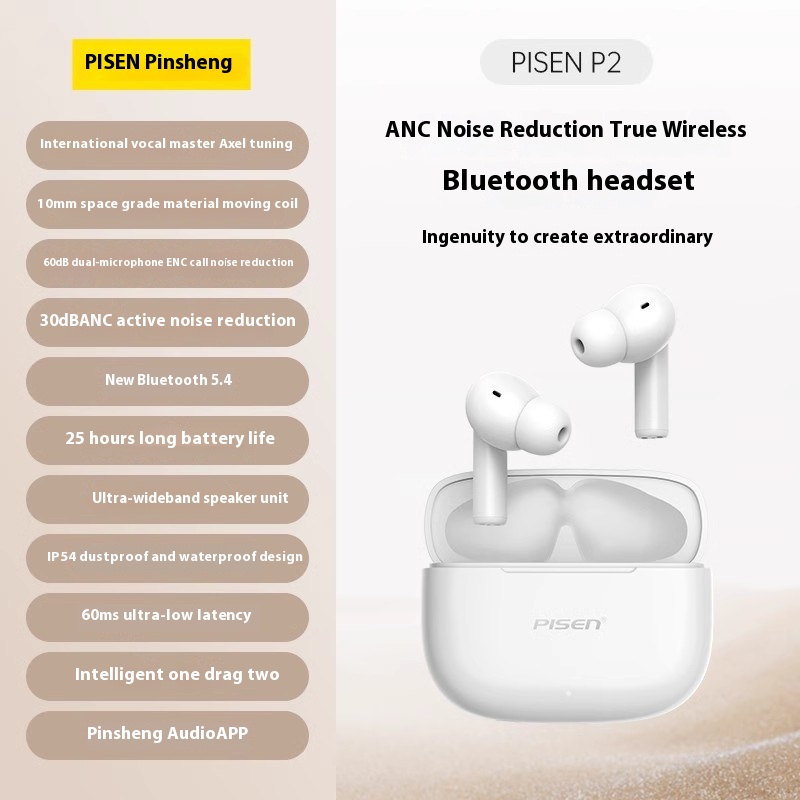 PISEN Pinsheng
International vocal master Axel tuning
10mm space grade material moving coil
60dB dual-microphone ENC call noise reduction
30dBANC active noise reduction
New Bluetooth 5.4
25 hours long battery life
Ultra-wideband speaker unit
IP54 dustproof and waterproof design
60ms ultra-low latency
Intelligent one drag two
Pinsheng AudioAPP
PISEN P2
ANC Noise Reduction True Wireless
Bluetooth headset
Ingenuity to create extraordinary
PISEN®